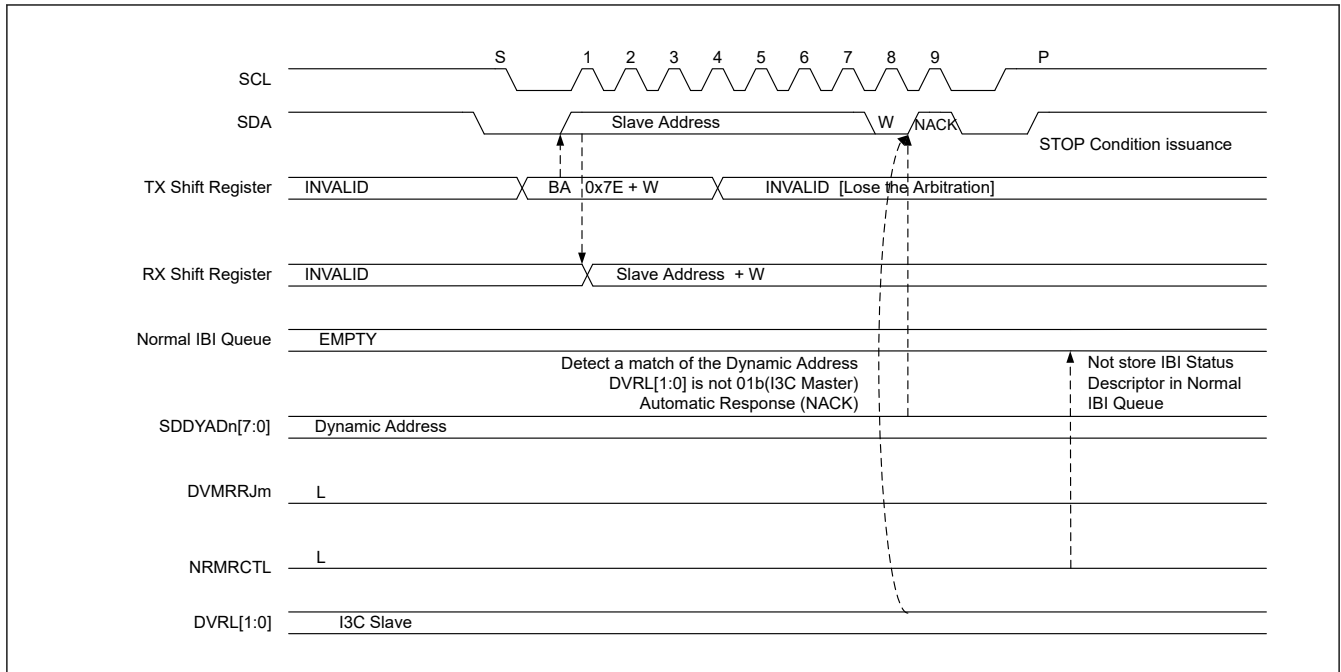 S 1 2 3 4 5 6 7 8 9 P
SCL
SDA Slave Address W NACK
STOP Condition issuance
TX Shift Register INVALID BA 0x7E + W INVALID [Lose the Arbitration]
RX Shift Register INVALID Slave Address + W
Normal IBI Queue EMPTY
Detect a match of the Dynamic Address
DVRL[1:0] is not 01b(I3C Master)
Automatic Response (NACK)
Not store IBI Status
Descriptor in Normal
IBI Queue
SDDYADn[7:0] Dynamic Address
DVMRRJm L
NRMRCTL L
DVRL[1:0] I3C Slave